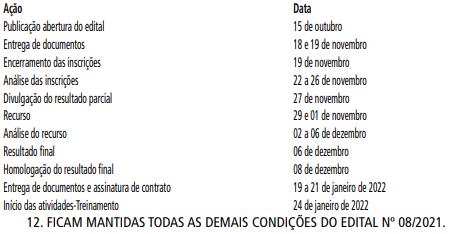 Ação Data
Publicação abertura do edital 15 de outubro
Entrega de documentos 18 e 19 de novembro
Encerramento das inscrições 19 de novembro
Análise das inscrições 22 a 26 de novembro
Divulgação do resultado parcial 27 de novembro
Recurso 29 e 01 de novembro
Análise do recurso 02 a 06 de dezembro
Resultado final 06 de dezembro
Homologação do resultado final 08 de dezembro
Entrega de documentos e assinatura de contrato 19 a 21 de janeiro de 2022
Início das atividades-Treinamento 24 de janeiro de 2022
12. FICAM MANTIDAS TODAS AS DEMAIS CONDIÇÕES DO EDITAL Nº 08/2021.